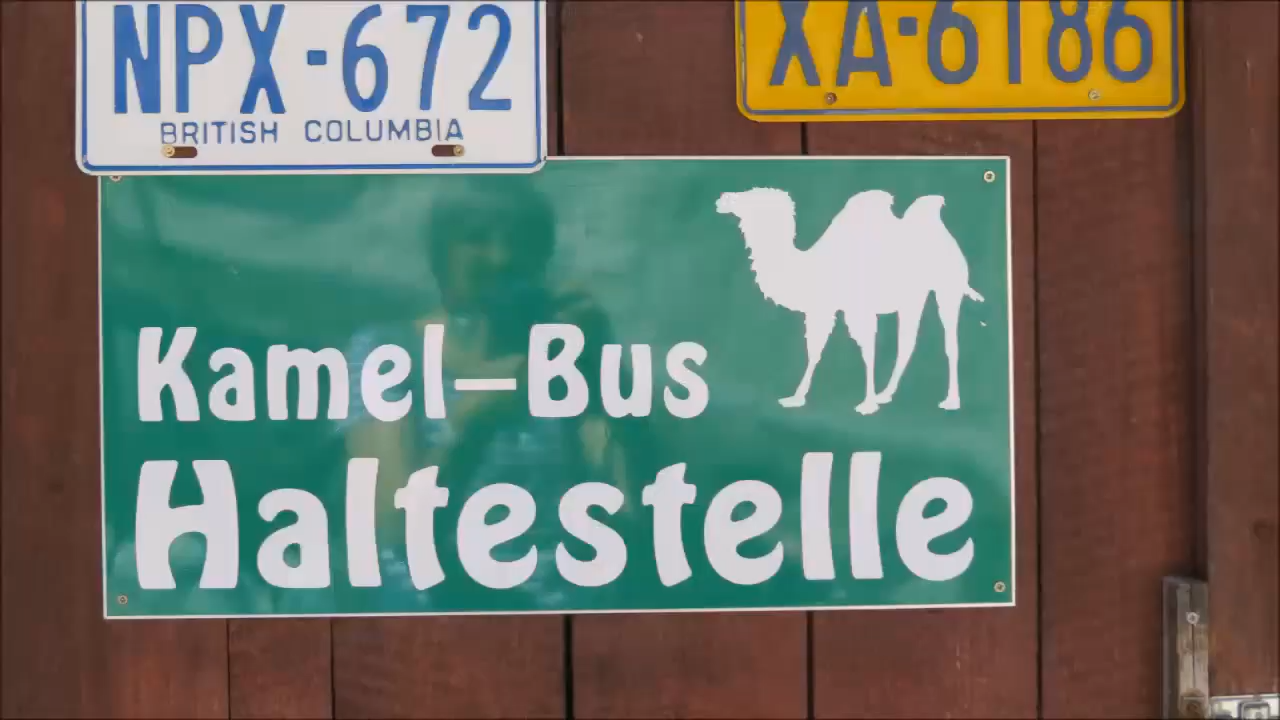 NPX-672
BRITISH COLUMBIA
XA-6186
Kamel-Bus
Haltestelle